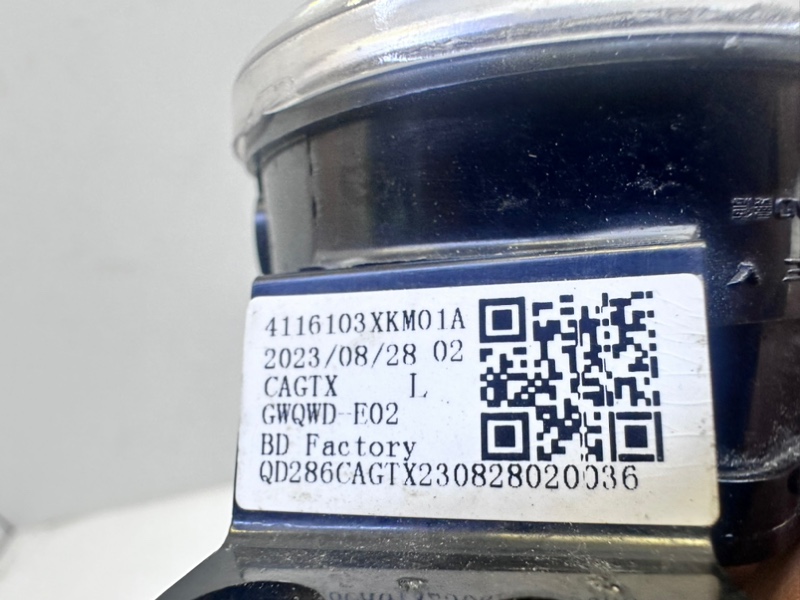 4116103XKM01A
2023/08/28 02
CAGTX L
GWQWD-E02
BD Factory
QD286CAGTX230828020036